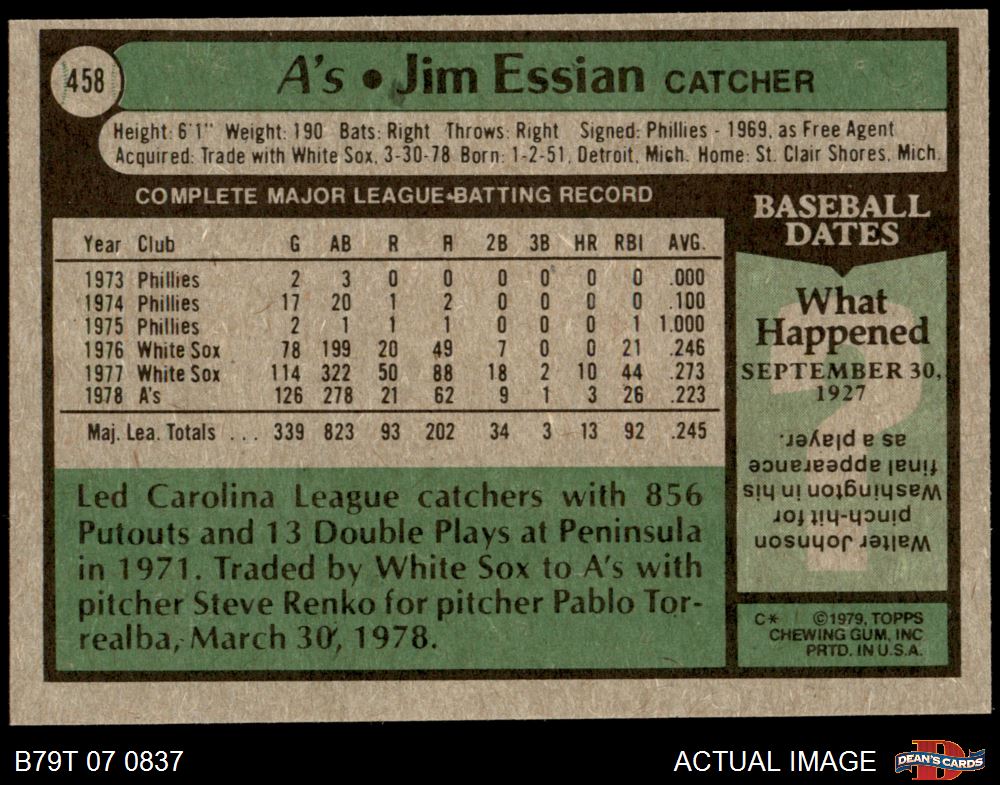 458
A's • Jim Essian CATCHER
Height: 6'1" Weight: 190 Bats: Right Throws: Right Signed: Phillies - 1969, as Free Agent
Acquired: Trade with White Sox, 3-30-78 Born: 1-2-51, Detroit, Mich. Home: St. Clair Shores, Mich.
COMPLETE MAJOR LEAGUE BATTING RECORD
Year Club G AB R H 2B 3B HR RBI AVG.
1973 Phillies 2 3 0 0 0 0 0 0 .000
1974 Phillies 17 20 1 2 0 0 0 0 .100
1975 Phillies 2 1 1 1 0 0 0 1 1.000
1976 White Sox 78 199 20 49 7 0 0 21 .246
1977 White Sox 114 322 50 88 18 2 10 44 .273
1978 A's 126 278 21 62 9 1 3 26 .223
Maj. Lea. Totals ... 339 823 93 202 34 3 13 92 .245
Led Carolina League catchers with 856
Putouts and 13 Double Plays at Peninsula
in 1971. Traded by White Sox to A's with
pitcher Steve Renko for pitcher Pablo Tor-
realba, March 30, 1978.
BASEBALL
DATES
What
Happened
SEPTEMBER 30,
1927
Walter Johnson
pinch-hit for
Washington in his
final appearance
as a player.
C* ©1979, TOPPS
CHEWING GUM, INC
PRTD. IN U.S.A.
B79T 07 0837
ACTUAL IMAGE
DEAN'S CARDS